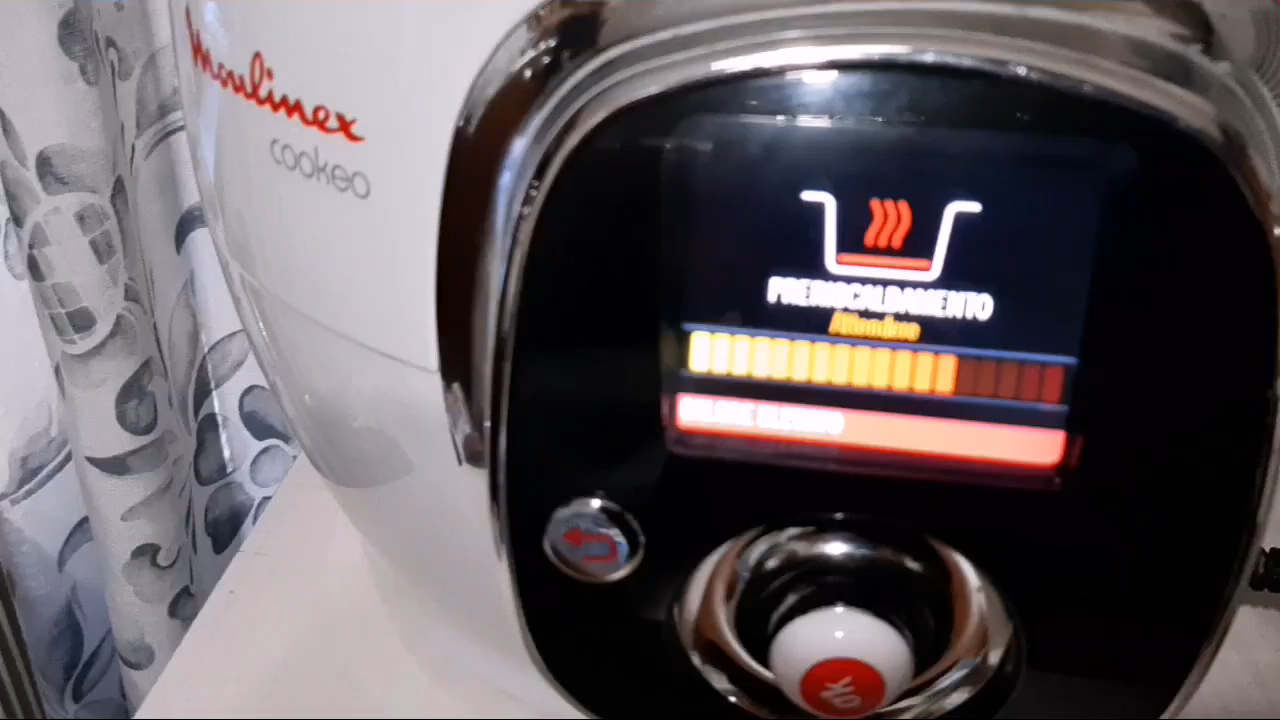 Moulinex
cookeo
PRERISCALDAMENTO
Attendere
OK